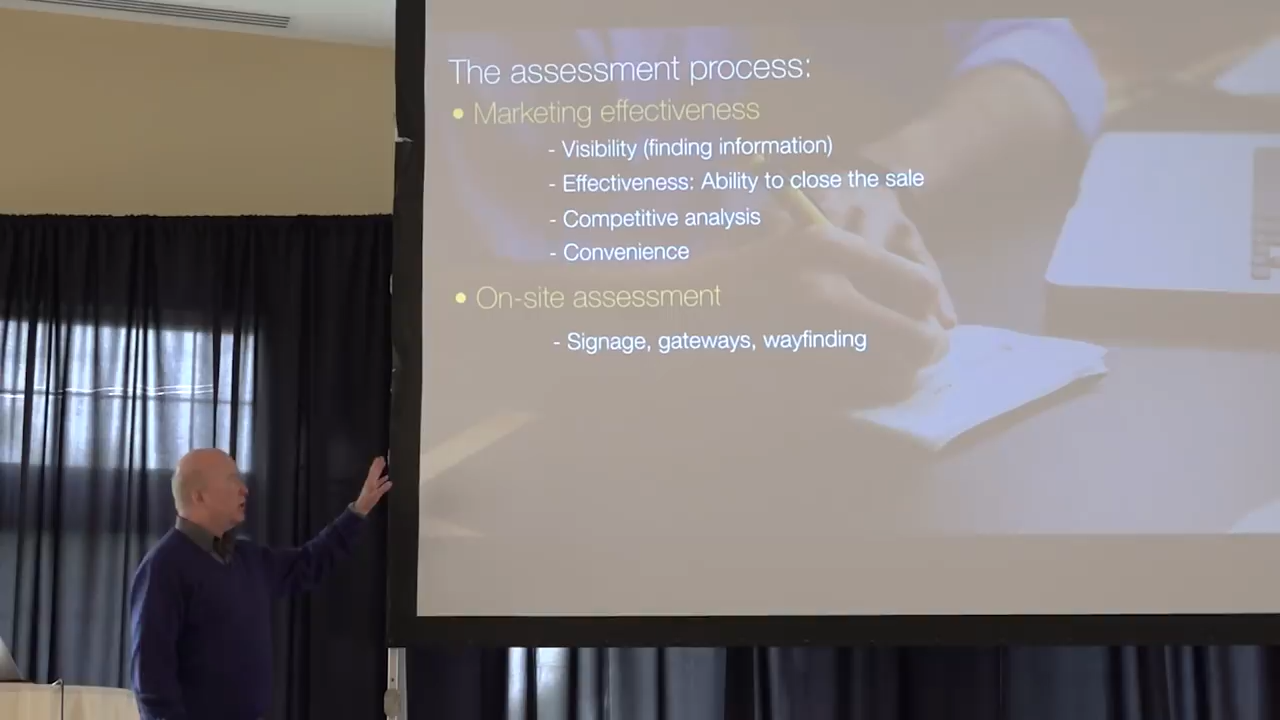 The assessment process:
• Marketing effectiveness
- Visibility (finding information)
- Effectiveness: Ability to close the sale
- Competitive analysis
- Convenience
• On-site assessment
- Signage, gateways, wayfinding